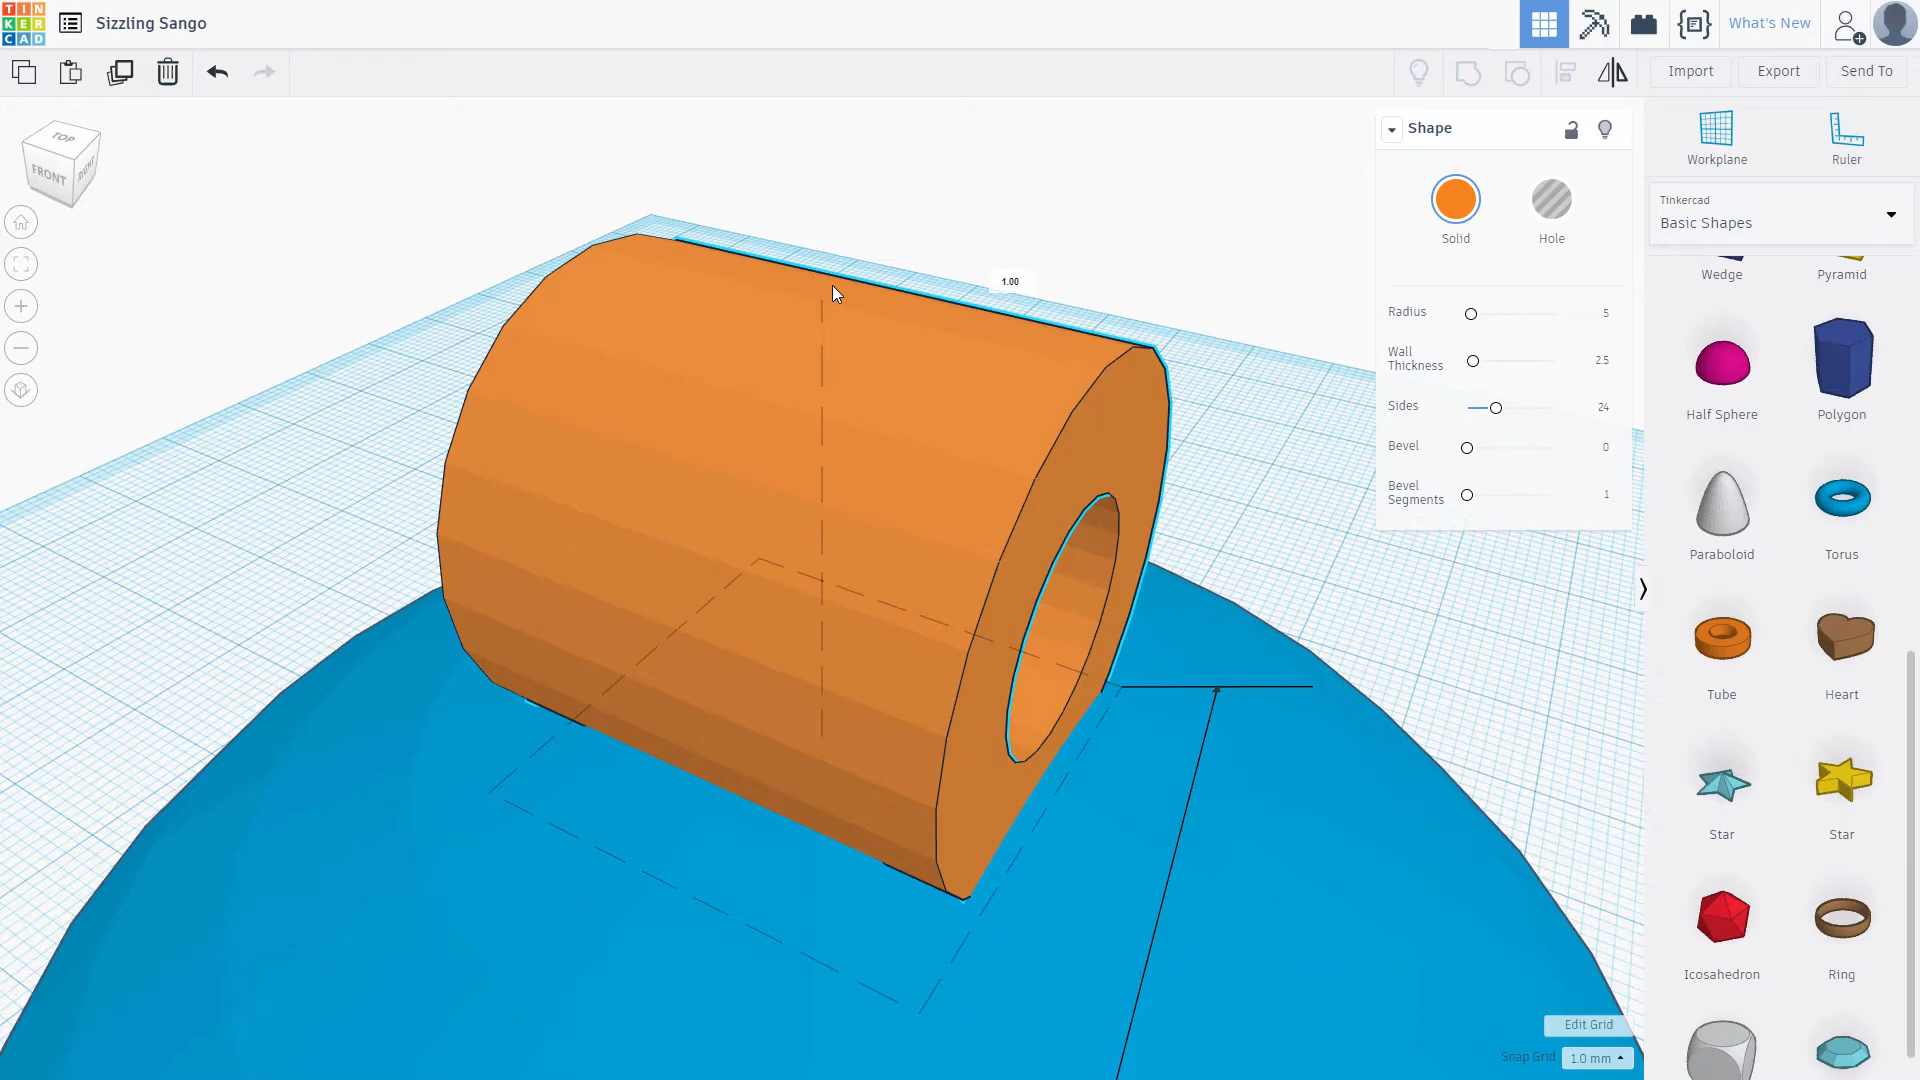 TIN
KER
CAD
Sizzling Sango
What's New
Import
Export
Send To
TOP
FRONT
RIGHT
Shape
Solid
Hole
Radius
5
Wall
Thickness
2.5
Sides
24
Bevel
0
Bevel
Segments
1
1.00
Workplane
Ruler
Tinkercad
Basic Shapes
Wedge
Pyramid
Half Sphere
Polygon
Paraboloid
Torus
Tube
Heart
Star
Star
Icosahedron
Ring
Edit Grid
Snap Grid
1.0 mm